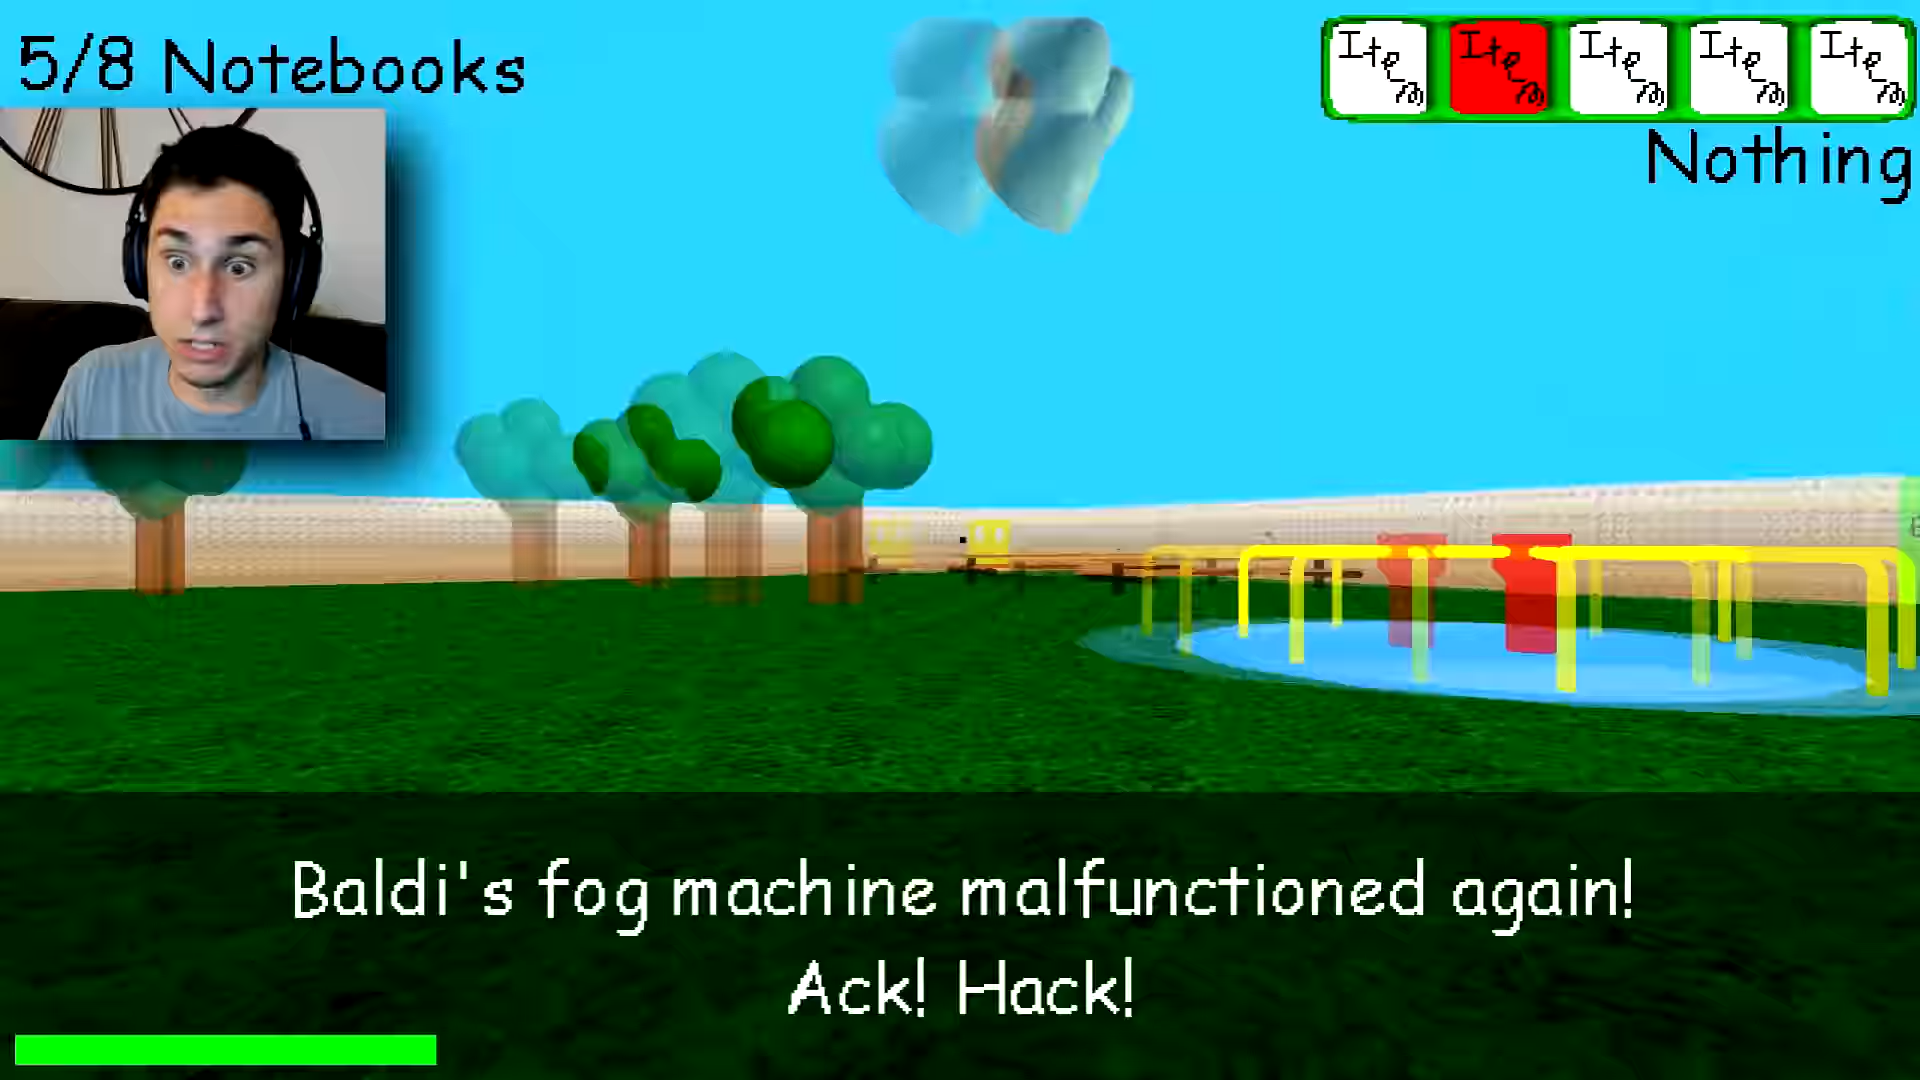 5/8 Notebooks
Item Item Item Item Item
Nothing
Baldi's fog machine malfunctioned again!
Ack! Hack!